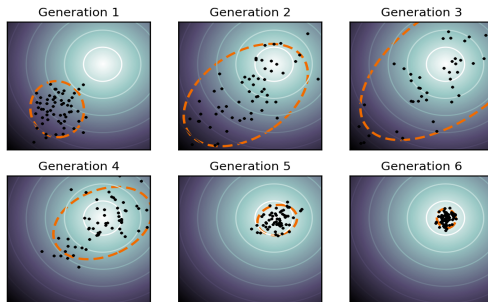 Generation 1
Generation 2
Generation 3
Generation 4
Generation 5
Generation 6